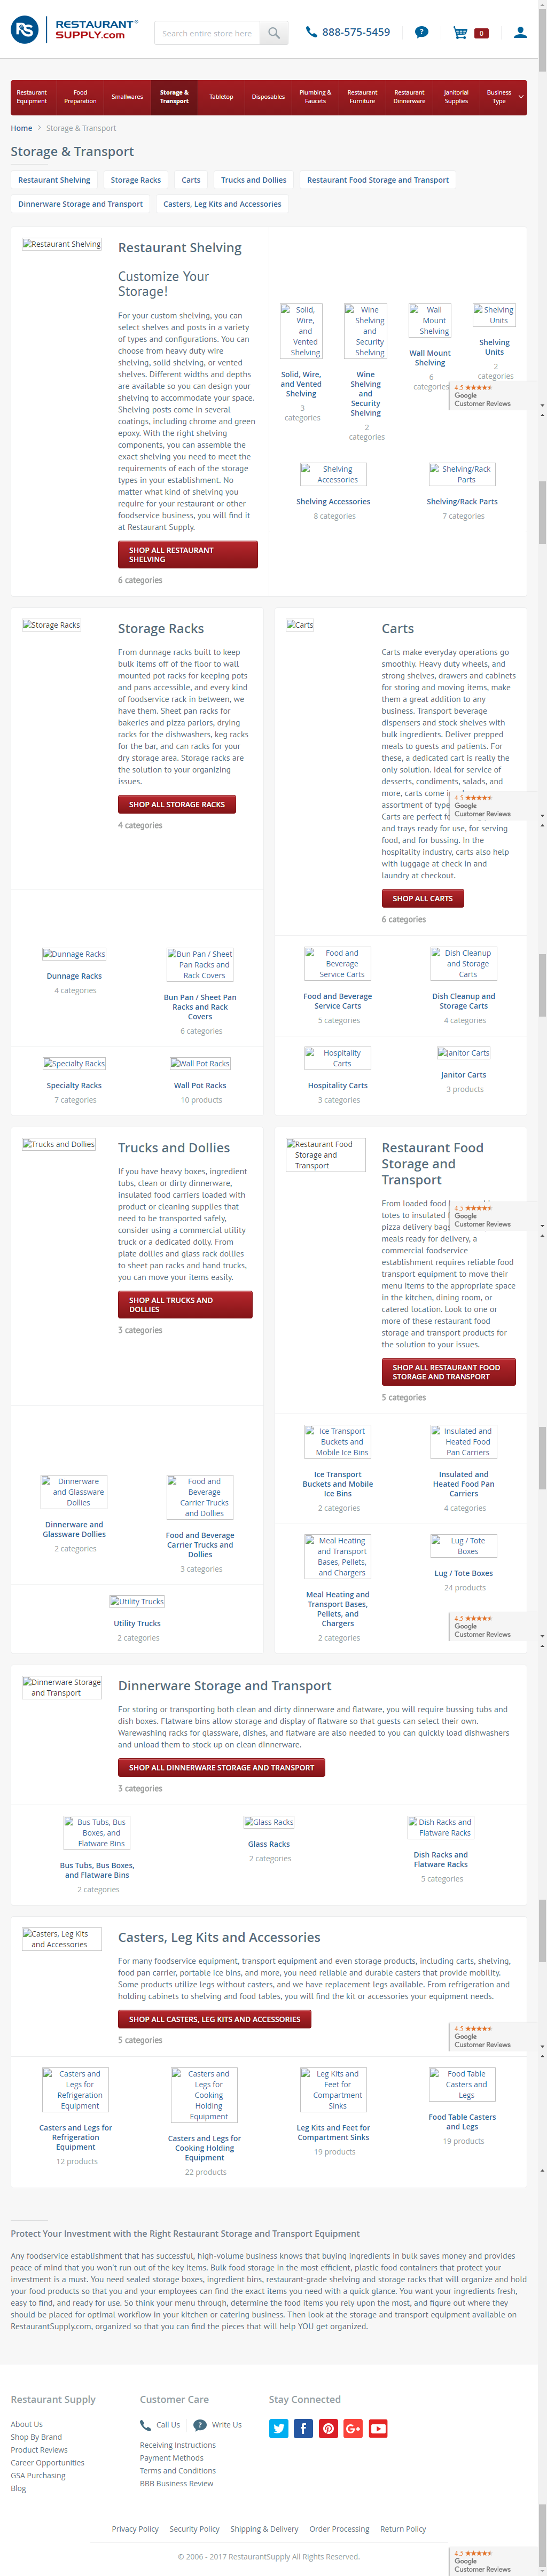 RS RESTAURANT
SUPPLY.com
Search entire store here
888-575-5459
?
0
Restaurant Equipment
Food Preparation
Smallwares
Storage & Transport
Tabletop
Disposables
Plumbing & Faucets
Restaurant Furniture
Restaurant Dinnerware
Janitorial Supplies
Business Type
Home > Storage & Transport
Storage & Transport
Restaurant Shelving
Storage Racks
Carts
Trucks and Dollies
Restaurant Food Storage and Transport
Dinnerware Storage and Transport
Casters, Leg Kits and Accessories
Restaurant Shelving
Restaurant Shelving
Customize Your
Storage!
For your custom shelving, you can
select shelves and posts in a variety
of types and configurations. You can
choose from heavy duty wire
shelving, solid shelving, or vented
shelves. Different widths and depths
are available so you can design your
shelving to accommodate your space.
Shelving posts come in several
coatings, including chrome and green
epoxy. With the right shelving
components, you can assemble the
exact shelving you need to meet the
requirements of each of the storage
types in your establishment. No
matter what kind of shelving you
require for your restaurant or other
foodservice business, you will find it
at Restaurant Supply.
SHOP ALL RESTAURANT
SHELVING
6 categories
Solid,
Wire,
and
Vented
Shelving
Solid, Wire,
and Vented
Shelving
3
categories
Wine
Shelving
and
Security
Shelving
Wine
Shelving
and
Security
Shelving
2
categories
Wall
Mount
Shelving
Wall Mount
Shelving
6
categories
Shelving
Units
Shelving
Units
2
categories
4.5
Google
Customer Reviews
Shelving
Accessories
Shelving Accessories
8 categories
Shelving/Rack
Parts
Shelving/Rack Parts
7 categories
Storage Racks
Storage Racks
From dunnage racks built to keep
bulk items off of the floor to wall
mounted pot racks for keeping pots
and pans accessible, and every kind
of foodservice rack in between, we
have them. Sheet pan racks for
bakeries and pizza parlors, drying
racks for the dishwashers, keg racks
for the bar, and can racks for your
dry storage area. Storage racks are
the solution to your organizing
issues.
SHOP ALL STORAGE RACKS
4 categories
Carts
Carts
Carts make everyday operations go
smoothly. Heavy duty wheels, and
strong shelves, drawers and cabinets
for storing and moving items, make
them a great addition to any
business. Transport beverage
dispensers and stock shelves with
bulk ingredients. Deliver prepped
meals to guests and patients. For
these, a dedicated cart is really the
only solution. Ideal for service of
desserts, condiments, salads, and
more, carts come
assortment of type
Carts are perfect fo
and trays ready for use, for serving
food, and for bussing. In the
hospitality industry, carts also help
with luggage at check in and
laundry at checkout.
SHOP ALL CARTS
6 categories
4.5
Google
Customer Reviews
Dunnage Racks
Dunnage Racks
4 categories
Bun Pan / Sheet
Pan Racks and
Rack Covers
Bun Pan / Sheet Pan
Racks and Rack
Covers
6 categories
Specialty Racks
Specialty Racks
7 categories
Wall Pot Racks
Wall Pot Racks
10 products
Food and
Beverage
Service Carts
Food and Beverage
Service Carts
5 categories
Dish Cleanup
and Storage
Carts
Dish Cleanup and
Storage Carts
4 categories
Hospitality
Carts
Hospitality Carts
3 categories
Janitor Carts
Janitor Carts
3 products
Trucks and Dollies
Trucks and Dollies
If you have heavy boxes, ingredient
tubs, clean or dirty dinnerware,
insulated food carriers loaded with
product or cleaning supplies that
need to be transported safely,
consider using a commercial utility
truck or a dedicated dolly. From
plate dollies and glass rack dollies
to sheet pan racks and hand trucks,
you can move your items easily.
SHOP ALL TRUCKS AND
DOLLIES
3 categories
Restaurant Food
Storage and
Transport
Restaurant Food
Storage and
Transport
From loaded food
totes to insulated
pizza delivery bags
meals ready for delivery, a
commercial foodservice
establishment requires reliable food
transport equipment to move their
menu items to the appropriate space
in the kitchen, dining room, or
catered location. Look to one or
more of these restaurant food
storage and transport products for
the solution to your issues.
SHOP ALL RESTAURANT FOOD
STORAGE AND TRANSPORT
5 categories
4.5
Google
Customer Reviews
Dinnerware
and Glassware
Dollies
Dinnerware and
Glassware Dollies
2 categories
Food and
Beverage
Carrier Trucks
and Dollies
Food and Beverage
Carrier Trucks and
Dollies
3 categories
Utility Trucks
Utility Trucks
2 categories
Ice Transport
Buckets and
Mobile Ice Bins
Ice Transport
Buckets and Mobile
Ice Bins
2 categories
Insulated and
Heated Food
Pan Carriers
Insulated and
Heated Food Pan
Carriers
4 categories
Meal Heating
and Transport
Bases, Pellets,
and Chargers
Meal Heating and
Transport Bases,
Pellets, and
Chargers
2 categories
Lug / Tote
Boxes
Lug / Tote Boxes
24 products
4.5
Google
Customer Reviews
Dinnerware Storage
and Transport
Dinnerware Storage and Transport
For storing or transporting both clean and dirty dinnerware and flatware, you will require bussing tubs and
dish boxes. Flatware bins allow storage and display of flatware so that guests can select their own.
Warewashing racks for glassware, dishes, and flatware are also needed to you can quickly load dishwashers
and unload them to stock up on clean dinnerware.
SHOP ALL DINNERWARE STORAGE AND TRANSPORT
3 categories
Bus Tubs, Bus
Boxes, and
Flatware Bins
Bus Tubs, Bus Boxes,
and Flatware Bins
2 categories
Glass Racks
Glass Racks
2 categories
Dish Racks and
Flatware Racks
Dish Racks and
Flatware Racks
5 categories
Casters, Leg Kits
and Accessories
Casters, Leg Kits and Accessories
For many foodservice equipment, transport equipment and even storage products, including carts, shelving,
food pan carrier, portable ice bins, and more, you need reliable and durable casters that provide mobility.
Some products utilize legs without casters, and we have replacement legs available. From refrigeration and
holding cabinets to shelving and food tables, you will find the kit or accessories your equipment needs.
SHOP ALL CASTERS, LEG KITS AND ACCESSORIES
5 categories
4.5
Google
Customer Reviews
Casters and
Legs for
Refrigeration
Equipment
Casters and Legs for
Refrigeration
Equipment
12 products
Casters and
Legs for
Cooking
Holding
Equipment
Casters and Legs for
Cooking Holding
Equipment
22 products
Leg Kits and
Feet for
Compartment
Sinks
Leg Kits and Feet for
Compartment Sinks
19 products
Food Table
Casters and
Legs
Food Table Casters
and Legs
19 products
Protect Your Investment with the Right Restaurant Storage and Transport Equipment
Any foodservice establishment that has successful, high-volume business knows that buying ingredients in bulk saves money and provides
peace of mind that you won't run out of the key items. Bulk food storage in the most efficient, plastic food containers that protect your
investment is a must. You need sealed storage boxes, ingredient bins, restaurant-grade shelving and storage racks that will organize and hold
your food products so that you and your employees can find the exact items you need with a quick glance. You want your ingredients fresh,
easy to find, and ready for use. So think your menu through, determine the food items you rely upon the most, and figure out where they
should be placed for optimal workflow in your kitchen or catering business. Then look at the storage and transport equipment available on
RestaurantSupply.com, organized so that you can find the pieces that will help YOU get organized.
Restaurant Supply
About Us
Shop By Brand
Product Reviews
Career Opportunities
GSA Purchasing
Blog
Customer Care
Call Us
? Write Us
Receiving Instructions
Payment Methods
Terms and Conditions
BBB Business Review
Stay Connected
Privacy Policy
Security Policy
Shipping & Delivery
Order Processing
Return Policy
© 2006 - 2017 RestaurantSupply All Rights Reserved.
4.5
Google
Customer Reviews